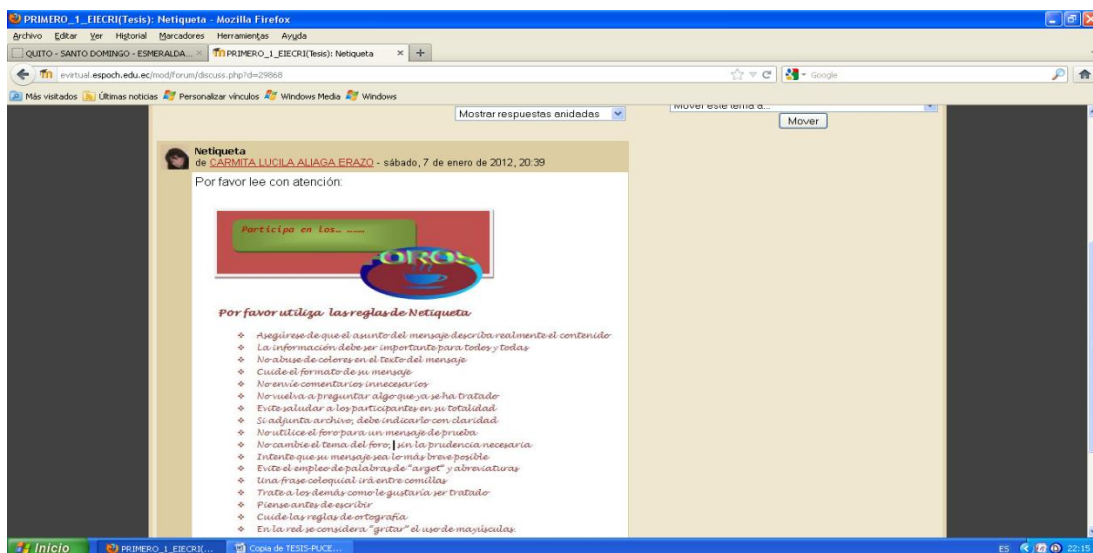 PRIMERO_1_EIECRI(Tesis): Netiqueta - Mozilla Firefox
Archivo Editar Ver Historial Marcadores Herramientas Ayuda
QUITO - SANTO DOMINGO - ESMERALDA...
PRIMERO_1_EIECRI(Tesis): Netiqueta
evirtual.espoch.edu.ec/mod/forum/discuss.php?d=29868
Google
Más visitados Últimas noticias Personalizar vínculos Windows Media Windows
Mostrar respuestas anidadas
Mover este tema a...
Mover
Netiqueta
de CARMITA LUCILA ALIAGA ERAZO - sábado, 7 de enero de 2012, 20:39
Por favor lee con atención:
Participa en los… ………
FOROS
Por favor utiliza las reglas de Netiqueta
❖ Asegúrese de que el asunto del mensaje describa realmente el contenido
❖ La información debe ser importante para todos y todas
❖ No abuse de colores en el texto del mensaje
❖ Cuide el formato de su mensaje
❖ No envíe comentarios innecesarios
❖ No vuelva a preguntar algo que ya se ha tratado
❖ Evite saludar a los participantes en su totalidad
❖ Si adjunta archivo, debe indicarlo con claridad
❖ No utilice el foro para un mensaje de prueba
❖ No cambie el tema del foro, sin la prudencia necesaria
❖ Intente que su mensaje sea lo más breve posible
❖ Evite el empleo de palabras de "argot" y abreviaturas
❖ Una frase coloquial irá entre comillas
❖ Trate a los demás como le gustaría ser tratado
❖ Piense antes de escribir
❖ Cuide las reglas de ortografía
❖ En la red se considera "gritar" el uso de mayúsculas
Inicio
PRIMERO_1_EIECRI(...
Copia de TESIS-PUCE...
ES
22:15